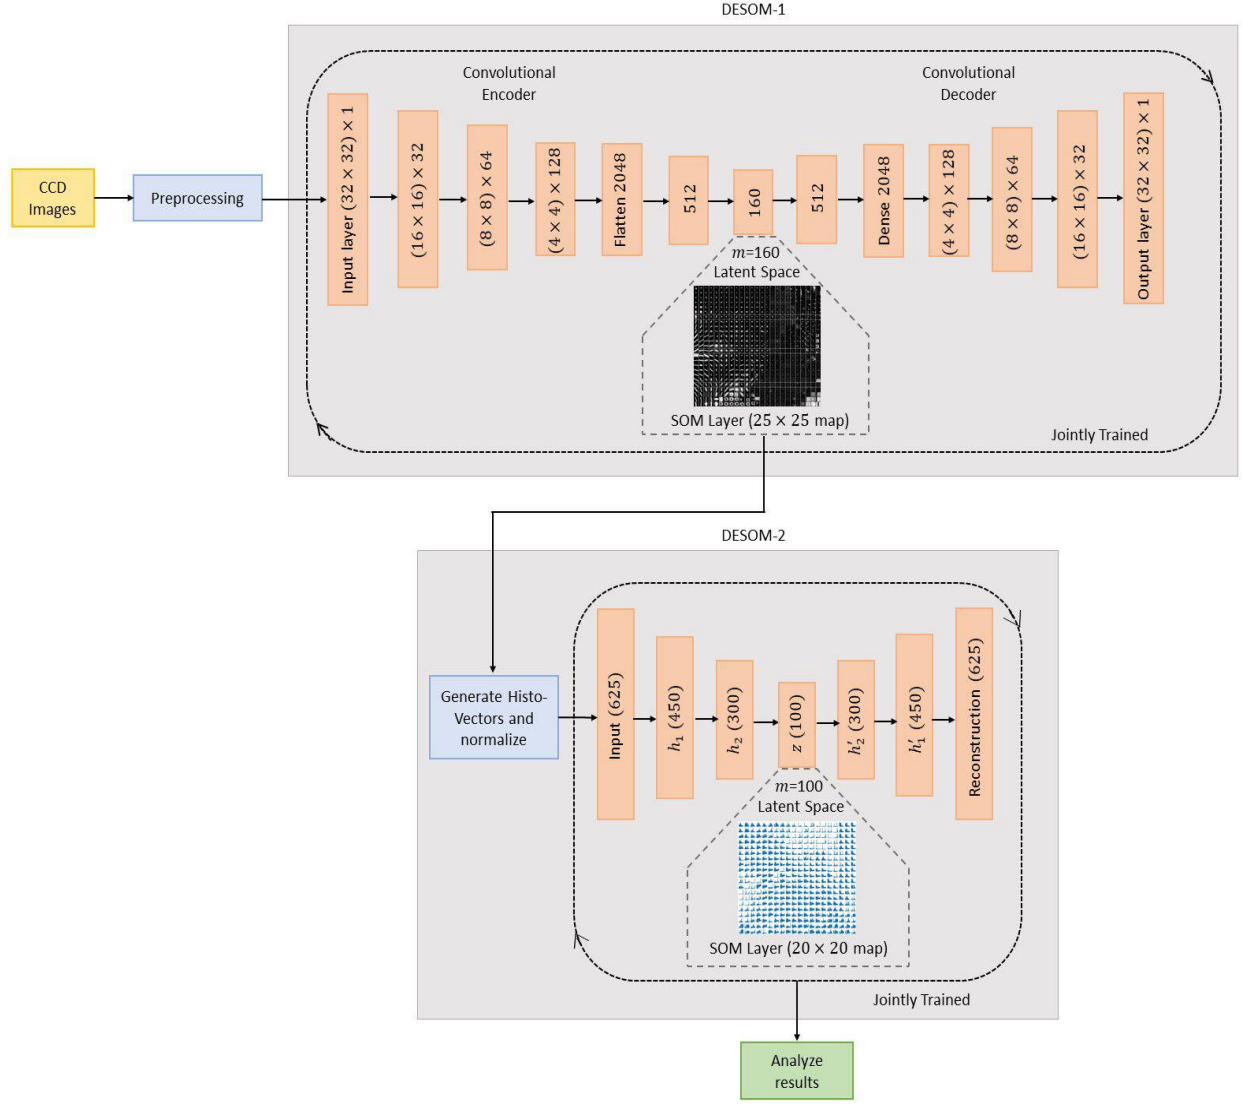 DESOM-1
Convolutional
Encoder
Convolutional
Decoder
CCD
Images
Preprocessing
Input layer (32 × 32) × 1
(16 × 16) × 32
(8 × 8) × 64
(4 × 4) × 128
Flatten 2048
512
160
512
Dense 2048
(4 × 4) × 128
(8 × 8) × 64
(16 × 16) × 32
Output layer (32 × 32) × 1
m=160
Latent Space
SOM Layer (25 × 25 map)
Jointly Trained
DESOM-2
Generate Histo-
Vectors and
normalize
Input (625)
h₁ (450)
h₂ (300)
z (100)
h₂′ (300)
h₁′ (450)
Reconstruction (625)
m=100
Latent Space
SOM Layer (20 × 20 map)
Jointly Trained
Analyze
results